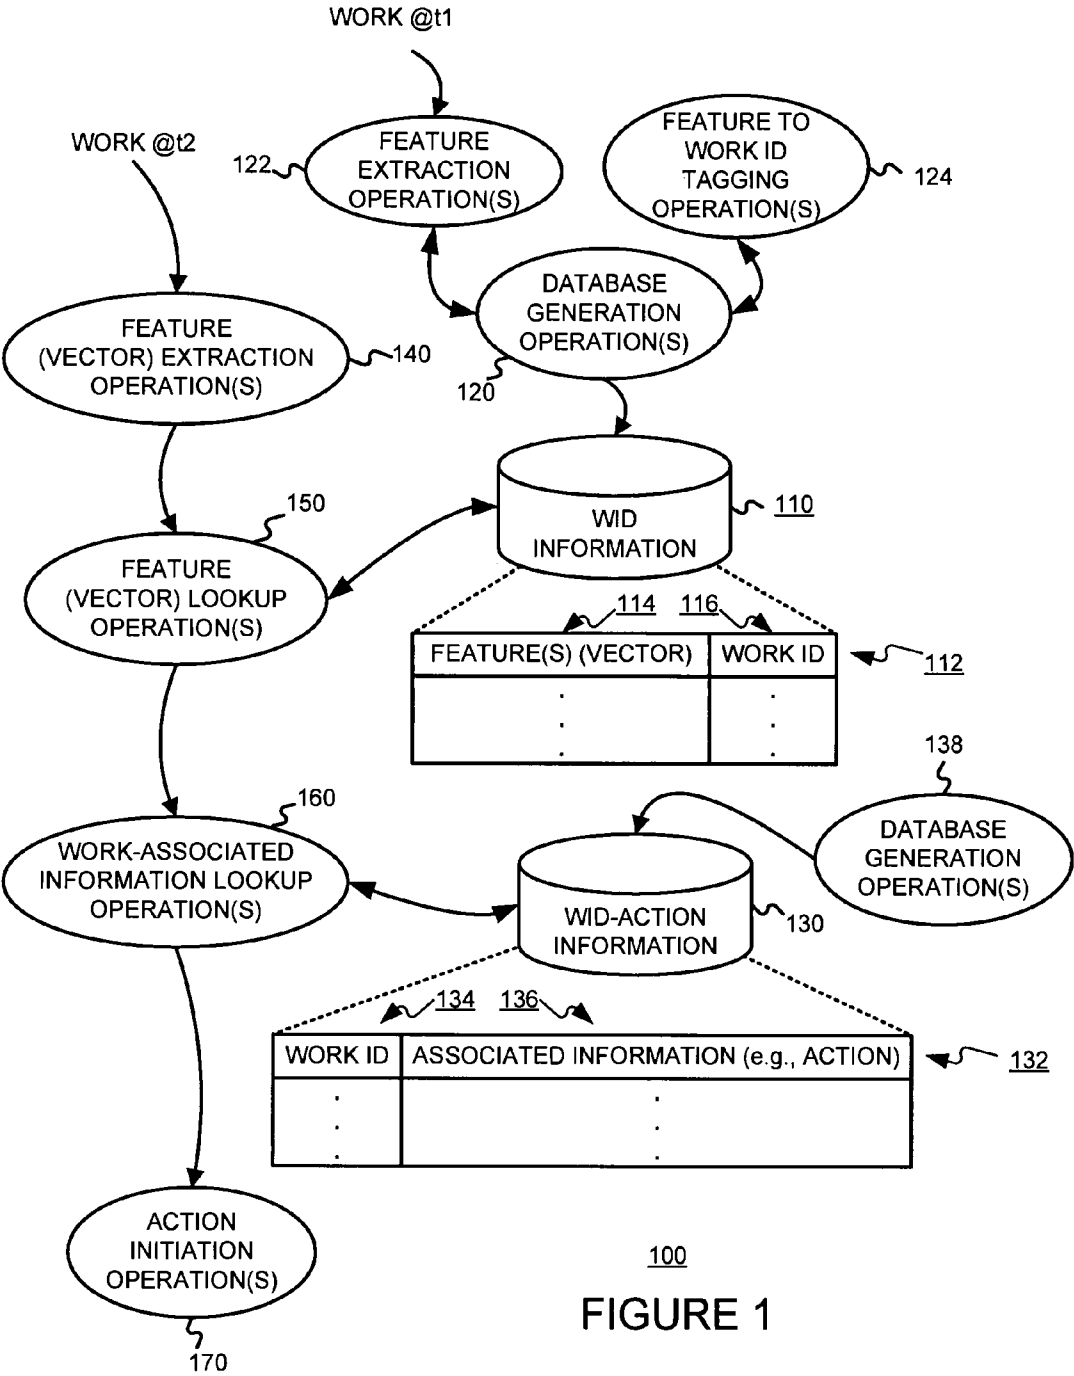 WORK @t1
WORK @t2
122
FEATURE
EXTRACTION
OPERATION(S)
FEATURE TO
WORK ID
TAGGING
OPERATION(S)
124
DATABASE
GENERATION
OPERATION(S)
120
FEATURE
(VECTOR) EXTRACTION
OPERATION(S)
140
WID
INFORMATION
110
150
FEATURE
(VECTOR) LOOKUP
OPERATION(S)
114
116
FEATURE(S) (VECTOR)
WORK ID
112
138
DATABASE
GENERATION
OPERATION(S)
160
WORK-ASSOCIATED
INFORMATION LOOKUP
OPERATION(S)
WID-ACTION
INFORMATION
130
134
136
WORK ID
ASSOCIATED INFORMATION (e.g., ACTION)
132
ACTION
INITIATION
OPERATION(S)
170
100
FIGURE 1